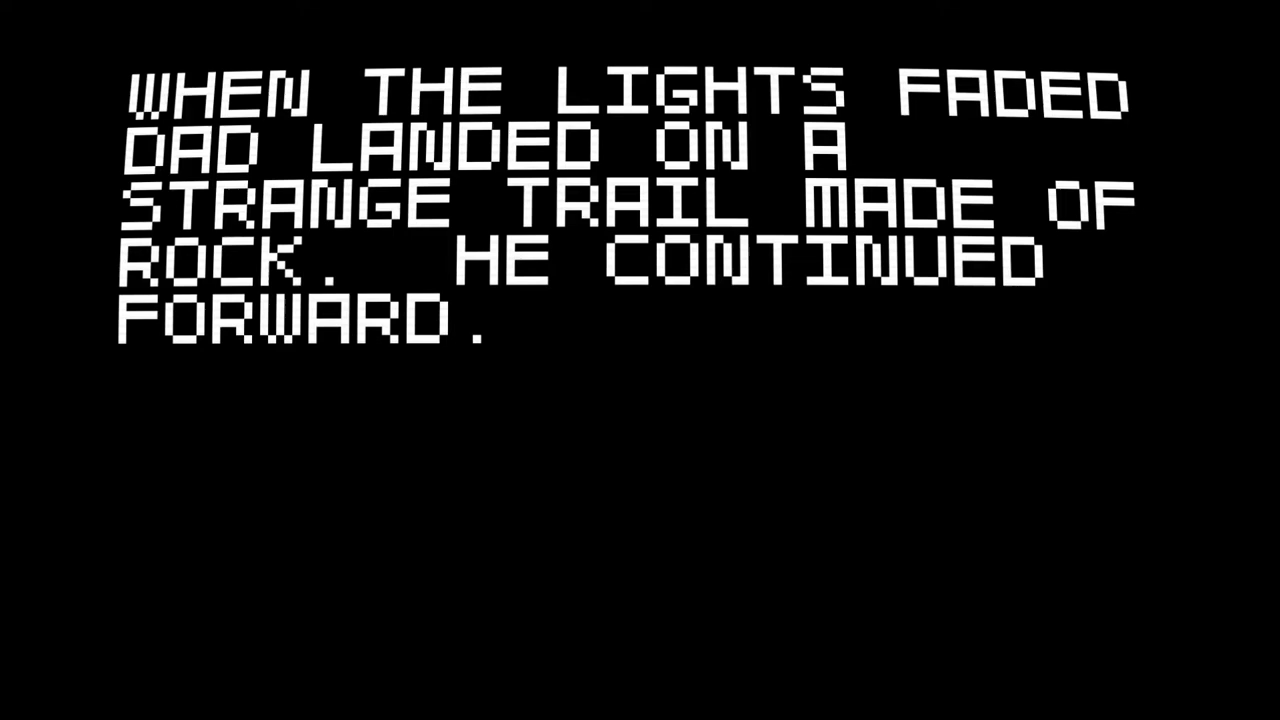 WHEN THE LIGHTS FADED
DAD LANDED ON A
STRANGE TRAIL MADE OF
ROCK.  HE CONTINUED
FORWARD.